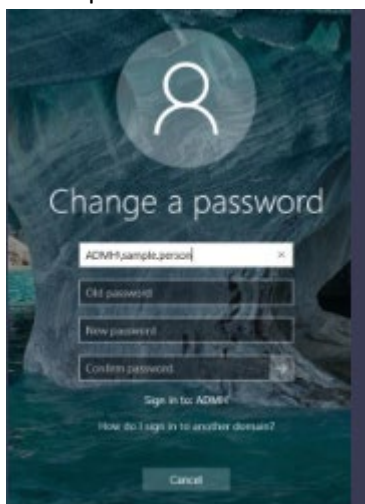 Change a password
ADMH\sample.person
Old password
New password
Confirm password
Sign in to: ADMH
How do I sign in to another domain?
Cancel